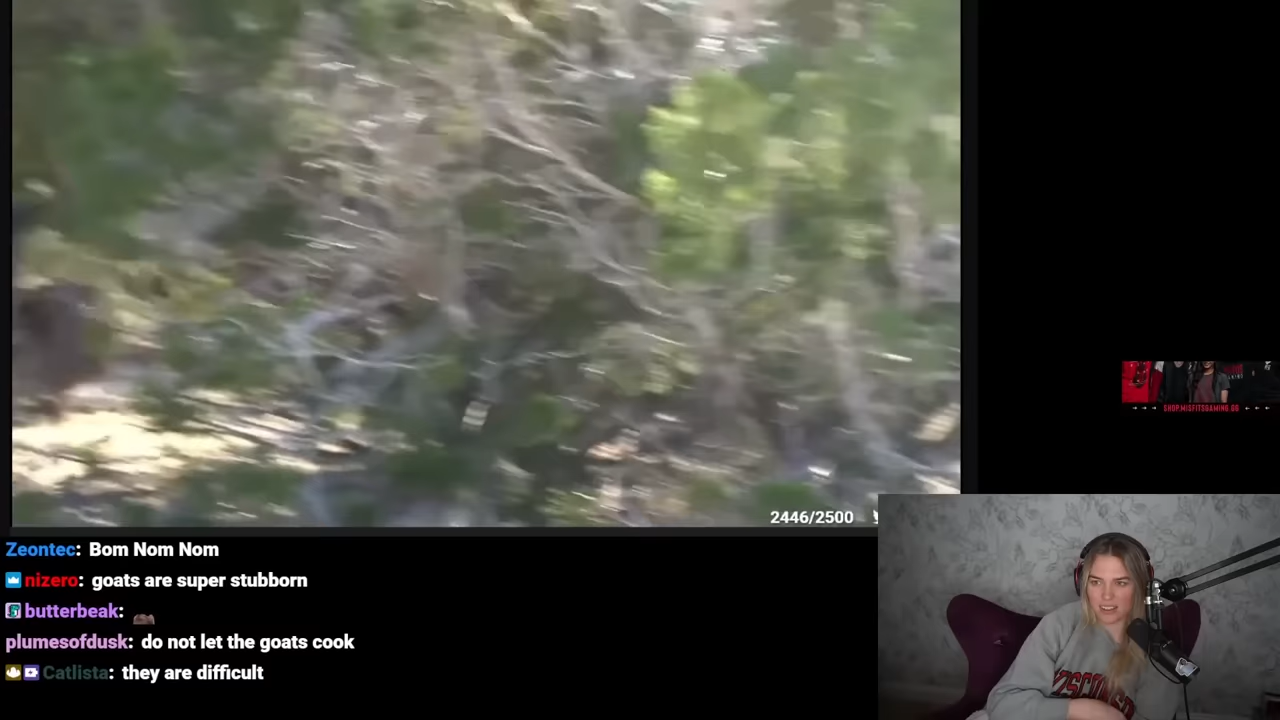 SHOP.MISFITSGAMING.GG
2446/2500
Zeontec: Bom Nom Nom
nizero: goats are super stubborn
butterbeak:
plumesofdusk: do not let the goats cook
Catlista: they are difficult